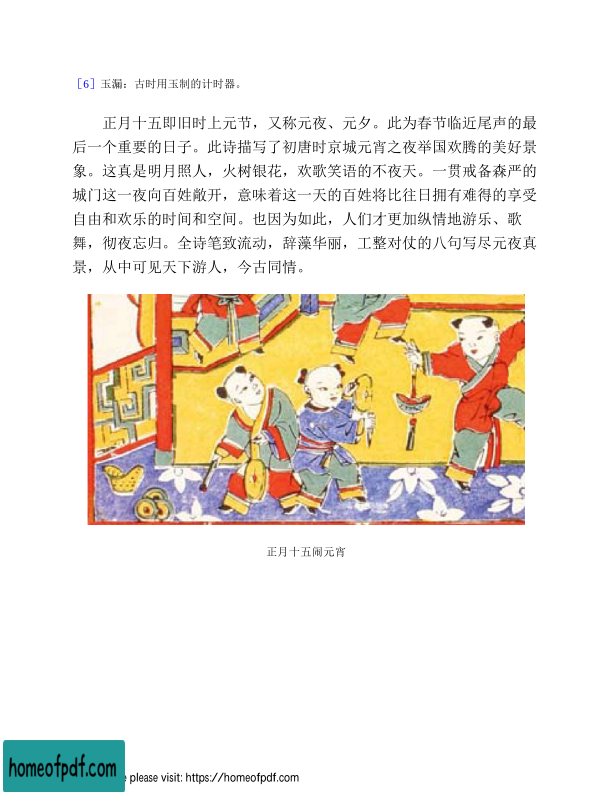 ［6］玉漏：古时用玉制的计时器。
正月十五即旧时上元节，又称元夜、元夕。此为春节临近尾声的最
后一个重要的日子。此诗描写了初唐时京城元宵之夜举国欢腾的美好景
象。这真是明月照人，火树银花，欢歌笑语的不夜天。一贯戒备森严的
城门这一夜向百姓敞开，意味着这一天的百姓将比往日拥有难得的享受
自由和欢乐的时间和空间。也因为如此，人们才更加纵情地游乐、歌
舞，彻夜忘归。全诗笔致流动，辞藻华丽，工整对仗的八句写尽元夜真
景，从中可见天下游人，今古同情。
正月十五闹元宵
homeofpdf.com
e please visit: https://homeofpdf.com